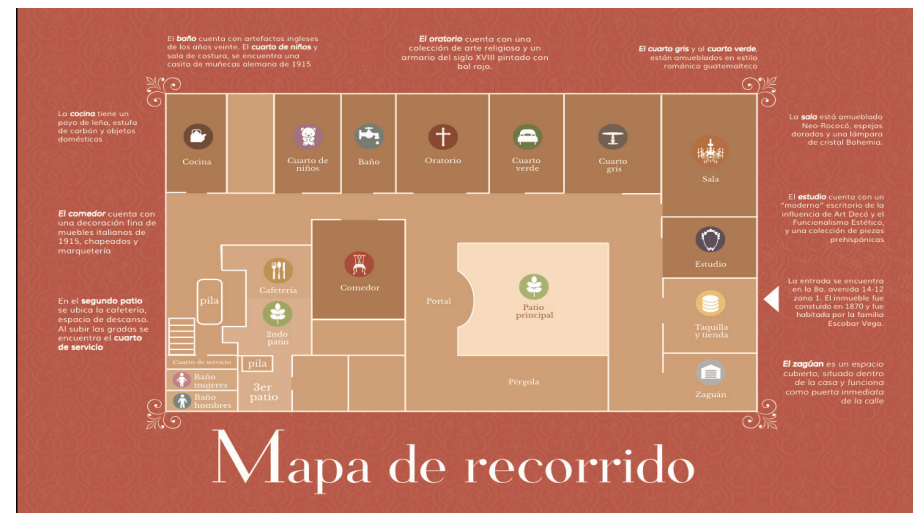 El baño cuenta con artefactos ingleses
de los años veinte. El cuarto de niños y
sala de costura, se encuentra una
casita de muñecas alemana de 1915
El oratorio cuenta con una
colección de arte religioso y un
armario del siglo XVIII pintado con
bol rojo..
El cuarto gris y al cuarto verde,
están amueblados en estilo
románica guatemalteco
La cocina tiene un
poyo de leña, estufa
de carbón y objetos
domésticos
La sala está amueblado
Neo-Rococó, espejos
dorados y una lámpara
de cristal Bohemia.
El comedor cuenta con
una decoración fina de
muebles italianos de
1915, chapeados y
marquetería
El estudio cuenta con un
"moderno" escritorio de la
influencia de Art Decó y el
Funcionalismo Estético,
y una colección de piezas
prehispánicas
En el segundo patio
se ubica la cafetería,
espacio de descanso.
Al subir las gradas se
encuentra el cuarto
de servicio
La entrada se encuentra
en la 8a. avenida 14-12
zona 1. El inmueble fue
constuido en 1870 y fue
habitada por la familia
Escobar Vega.
El zagúan es un espacio
cubierto, situado dentro
de la casa y funciona
como puerta inmediata
de la calle
Cocina
Cuarto de
niños
Baño
Oratorio
Cuarto
verde
Cuarto
gris
Sala
Estudio
Cafetería
Comedor
pila
Portal
Patio
principal
Taquilla
y tienda
2ndo
patio
Cuarto de servicio
pila
Baño
mujeres
3er
patio
Baño
hombres
Pérgola
Zaguán
Mapa de recorrido